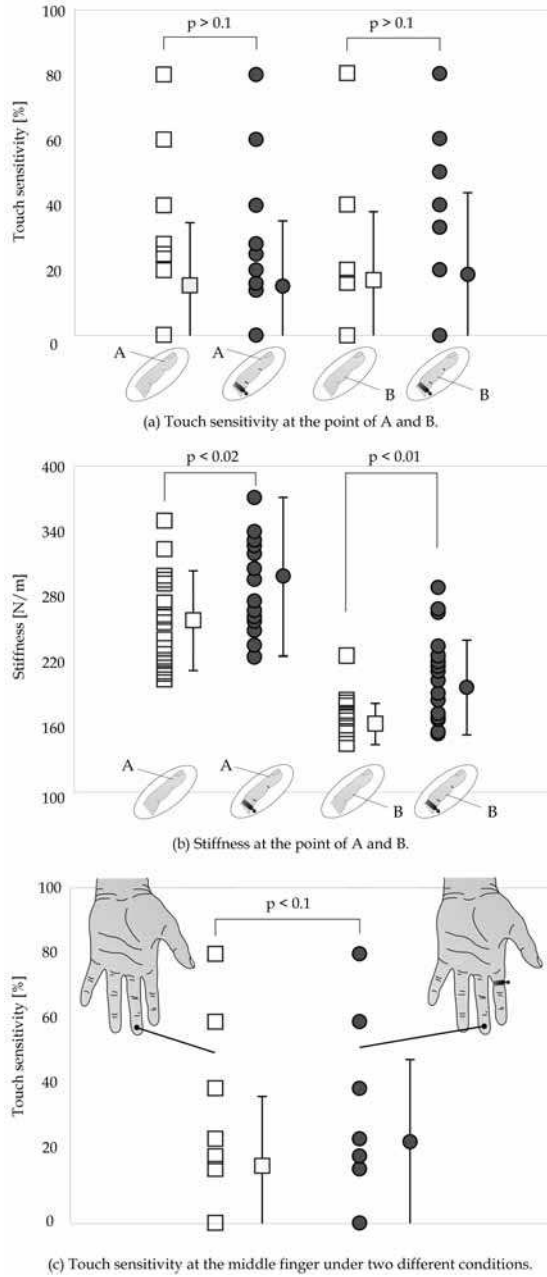 p > 0.1
p > 0.1
100
80
60
40
20
0
Touch sensitivity [%]
A
A
B
B
(a) Touch sensitivity at the point of A and B.
p < 0.02
p < 0.01
400
340
280
220
160
100
Stiffness [N/m]
A
A
B
B
(b) Stiffness at the point of A and B.
p < 0.1
100
80
60
40
20
0
Touch sensitivity [%]
(c) Touch sensitivity at the middle finger under two different conditions.